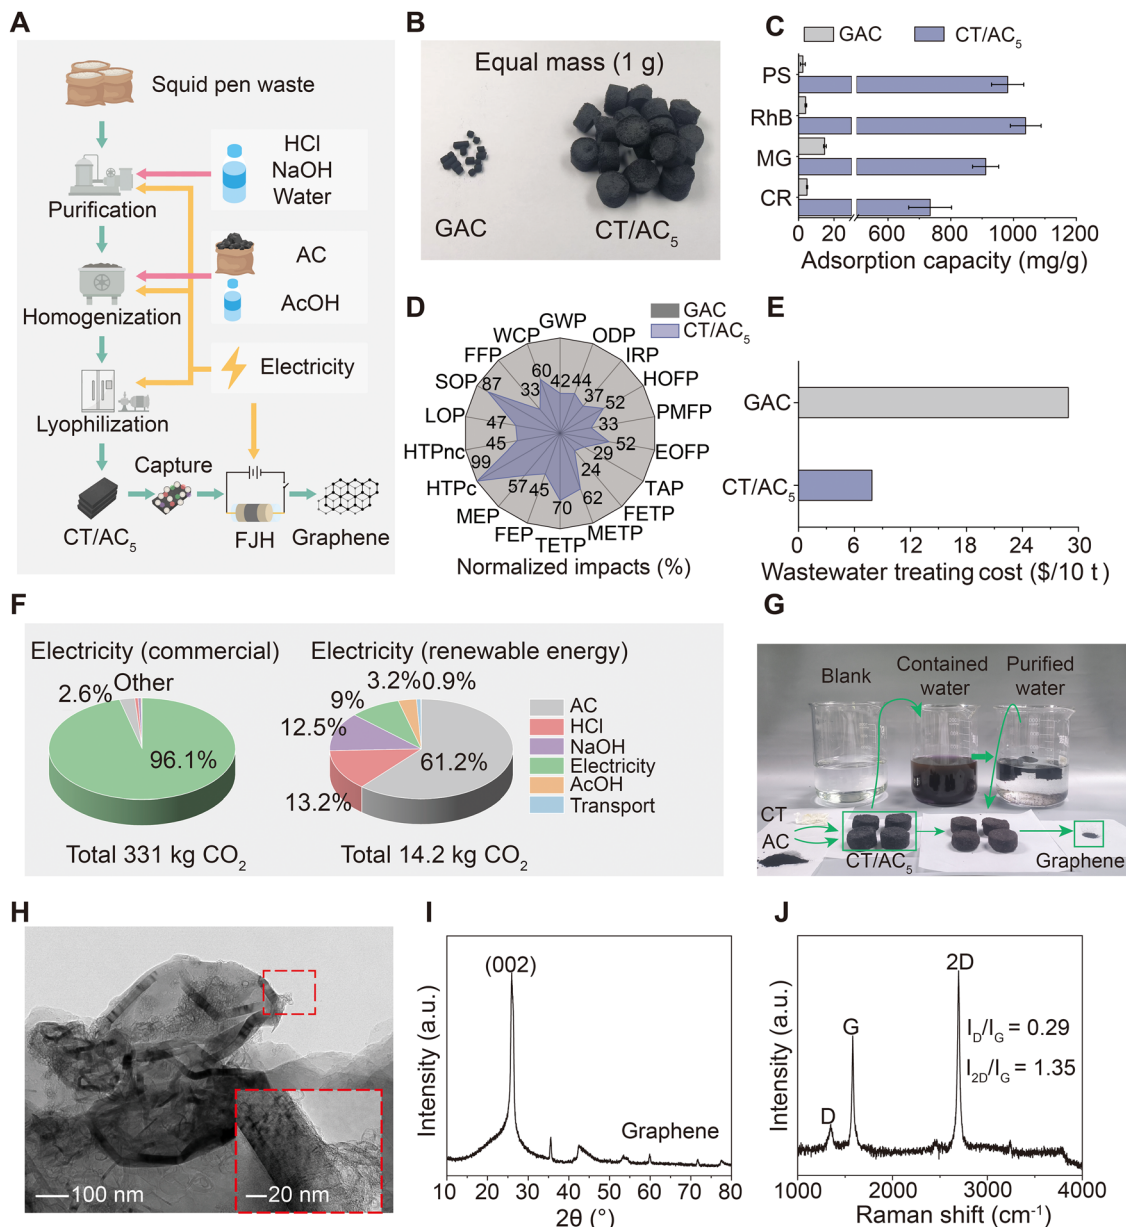 A
Squid pen waste
HCl
NaOH
Water
Purification
AC
AcOH
Homogenization
Electricity
Lyophilization
Capture
CT/AC5
FJH
Graphene
B
Equal mass (1 g)
GAC
CT/AC5
C
GAC
CT/AC5
PS
RhB
MG
CR
0 20 600 800 1000 1200
Adsorption capacity (mg/g)
D
GAC
CT/AC5
GWP
ODP
IRP
HOFP
PMFP
EOFP
TAP
FETP
METP
TETP
FEP
MEP
HTPc
HTPnc
LOP
SOP
FFP
WCP
42
44
37
52
33
52
29
24
62
70
45
57
99
45
47
87
33
60
Normalized impacts (%)
E
GAC
CT/AC5
0 6 12 18 24 30
Wastewater treating cost ($/10 t)
F
Electricity (commercial)
2.6%
Other
96.1%
Total 331 kg CO2
Electricity (renewable energy)
3.2%
0.9%
9%
12.5%
61.2%
13.2%
AC
HCl
NaOH
Electricity
AcOH
Transport
Total 14.2 kg CO2
G
Blank
Contained
water
Purified
water
CT
AC
CT/AC5
Graphene
H
100 nm
20 nm
I
Intensity (a.u.)
(002)
Graphene
10 20 30 40 50 60 70 80
2θ (°)
J
Intensity (a.u.)
D
G
2D
ID/IG = 0.29
I2D/IG = 1.35
1000 2000 3000 4000
Raman shift (cm-1)